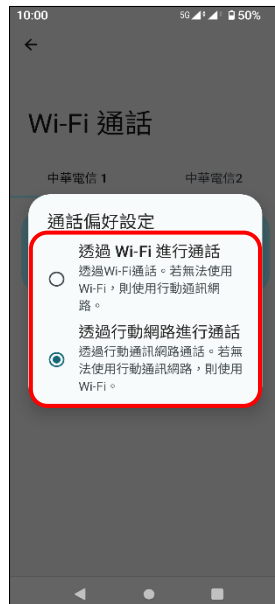 10:00 5G 50%
Wi-Fi 通話
中華電信 1 中華電信2
通話偏好設定
透過 Wi-Fi 進行通話
透過Wi-Fi通話。若無法使用
Wi-Fi，則使用行動通訊網
路。
透過行動網路進行通話
透過行動通訊網路通話。若無
法使用行動通訊網路，則使用
Wi-Fi。